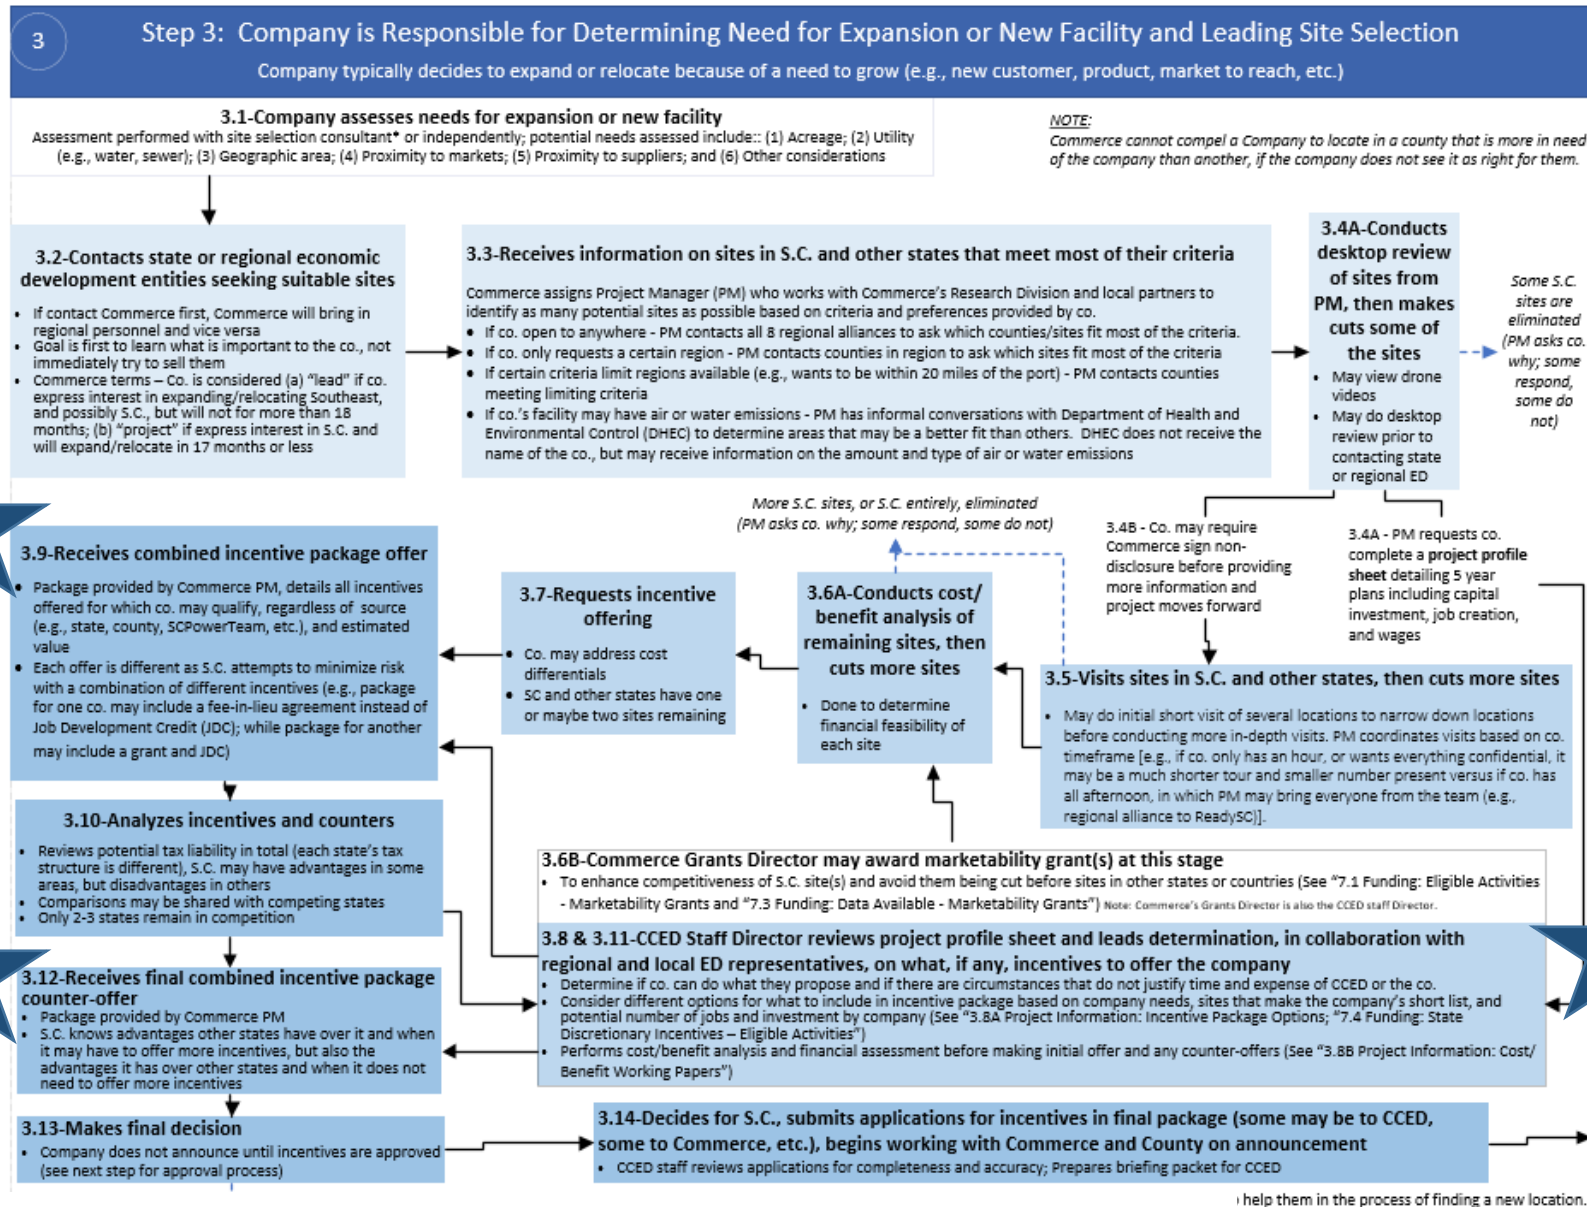 3
Step 3: Company is Responsible for Determining Need for Expansion or New Facility and Leading Site Selection
Company typically decides to expand or relocate because of a need to grow (e.g., new customer, product, market to reach, etc.)
3.1-Company assesses needs for expansion or new facility
Assessment performed with site selection consultant* or independently; potential needs assessed include:: (1) Acreage; (2) Utility
(e.g., water, sewer); (3) Geographic area; (4) Proximity to markets; (5) Proximity to suppliers; and (6) Other considerations
NOTE:
Commerce cannot compel a Company to locate in a county that is more in need
of the company than another, if the company does not see it as right for them.
3.2-Contacts state or regional economic
development entities seeking suitable sites
• If contact Commerce first, Commerce will bring in
regional personnel and vice versa
• Goal is first to learn what is important to the co., not
immediately try to sell them
• Commerce terms – Co. is considered (a) "lead" if co.
express interest in expanding/relocating Southeast,
and possibly S.C., but will not for more than 18
months; (b) "project" if express interest in S.C. and
will expand/relocate in 17 months or less
3.3-Receives information on sites in S.C. and other states that meet most of their criteria
Commerce assigns Project Manager (PM) who works with Commerce's Research Division and local partners to
identify as many potential sites as possible based on criteria and preferences provided by co.
• If co. open to anywhere - PM contacts all 8 regional alliances to ask which counties/sites fit most of the criteria.
• If co. only requests a certain region - PM contacts counties in region to ask which sites fit most of the criteria
• If certain criteria limit regions available (e.g., wants to be within 20 miles of the port) - PM contacts counties
meeting limiting criteria
• If co.'s facility may have air or water emissions - PM has informal conversations with Department of Health and
Environmental Control (DHEC) to determine areas that may be a better fit than others. DHEC does not receive the
name of the co., but may receive information on the amount and type of air or water emissions
3.4A-Conducts
desktop review
of sites from
PM, then makes
cuts some of
the sites
• May view drone
videos
• May do desktop
review prior to
contacting state
or regional ED
Some S.C.
sites are
eliminated
(PM asks co.
why; some
respond,
some do
not)
More S.C. sites, or S.C. entirely, eliminated
(PM asks co. why; some respond, some do not)
3.4B - Co. may require
Commerce sign non-
disclosure before providing
more information and
project moves forward
3.4A - PM requests co.
complete a project profile
sheet detailing 5 year
plans including capital
investment, job creation,
and wages
3.9-Receives combined incentive package offer
• Package provided by Commerce PM, details all incentives
offered for which co. may qualify, regardless of source
(e.g., state, county, SCPowerTeam, etc.), and estimated
value
• Each offer is different as S.C. attempts to minimize risk
with a combination of different incentives (e.g., package
for one co. may include a fee-in-lieu agreement instead of
Job Development Credit (JDC); while package for another
may include a grant and JDC)
3.7-Requests incentive
offering
• Co. may address cost
differentials
• SC and other states have one
or maybe two sites remaining
3.6A-Conducts cost/
benefit analysis of
remaining sites, then
cuts more sites
• Done to determine
financial feasibility of
each site
3.5-Visits sites in S.C. and other states, then cuts more sites
• May do initial short visit of several locations to narrow down locations
before conducting more in-depth visits. PM coordinates visits based on co.
timeframe [e.g., if co. only has an hour, or wants everything confidential, it
may be a much shorter tour and smaller number present versus if co. has
all afternoon, in which PM may bring everyone from the team (e.g.,
regional alliance to ReadySC)].
3.10-Analyzes incentives and counters
• Reviews potential tax liability in total (each state's tax
structure is different), S.C. may have advantages in some
areas, but disadvantages in others
• Comparisons may be shared with competing states
• Only 2-3 states remain in competition
3.6B-Commerce Grants Director may award marketability grant(s) at this stage
• To enhance competitiveness of S.C. site(s) and avoid them being cut before sites in other states or countries (See "7.1 Funding: Eligible Activities
- Marketability Grants and "7.3 Funding: Data Available - Marketability Grants") Note: Commerce's Grants Director is also the CCED staff Director.
3.8 & 3.11-CCED Staff Director reviews project profile sheet and leads determination, in collaboration with
regional and local ED representatives, on what, if any, incentives to offer the company
• Determine if co. can do what they propose and if there are circumstances that do not justify time and expense of CCED or the co.
• Consider different options for what to include in incentive package based on company needs, sites that make the company's short list, and
potential number of jobs and investment by company (See "3.8A Project Information: Incentive Package Options; "7.4 Funding: State
Discretionary Incentives – Eligible Activities")
• Performs cost/benefit analysis and financial assessment before making initial offer and any counter-offers (See "3.8B Project Information: Cost/
Benefit Working Papers")
3.12-Receives final combined incentive package
counter-offer
• Package provided by Commerce PM
• S.C. knows advantages other states have over it and when
it may have to offer more incentives, but also the
advantages it has over other states and when it does not
need to offer more incentives
3.13-Makes final decision
• Company does not announce until incentives are approved
(see next step for approval process)
3.14-Decides for S.C., submits applications for incentives in final package (some may be to CCED,
some to Commerce, etc.), begins working with Commerce and County on announcement
• CCED staff reviews applications for completeness and accuracy; Prepares briefing packet for CCED
help them in the process of finding a new location.